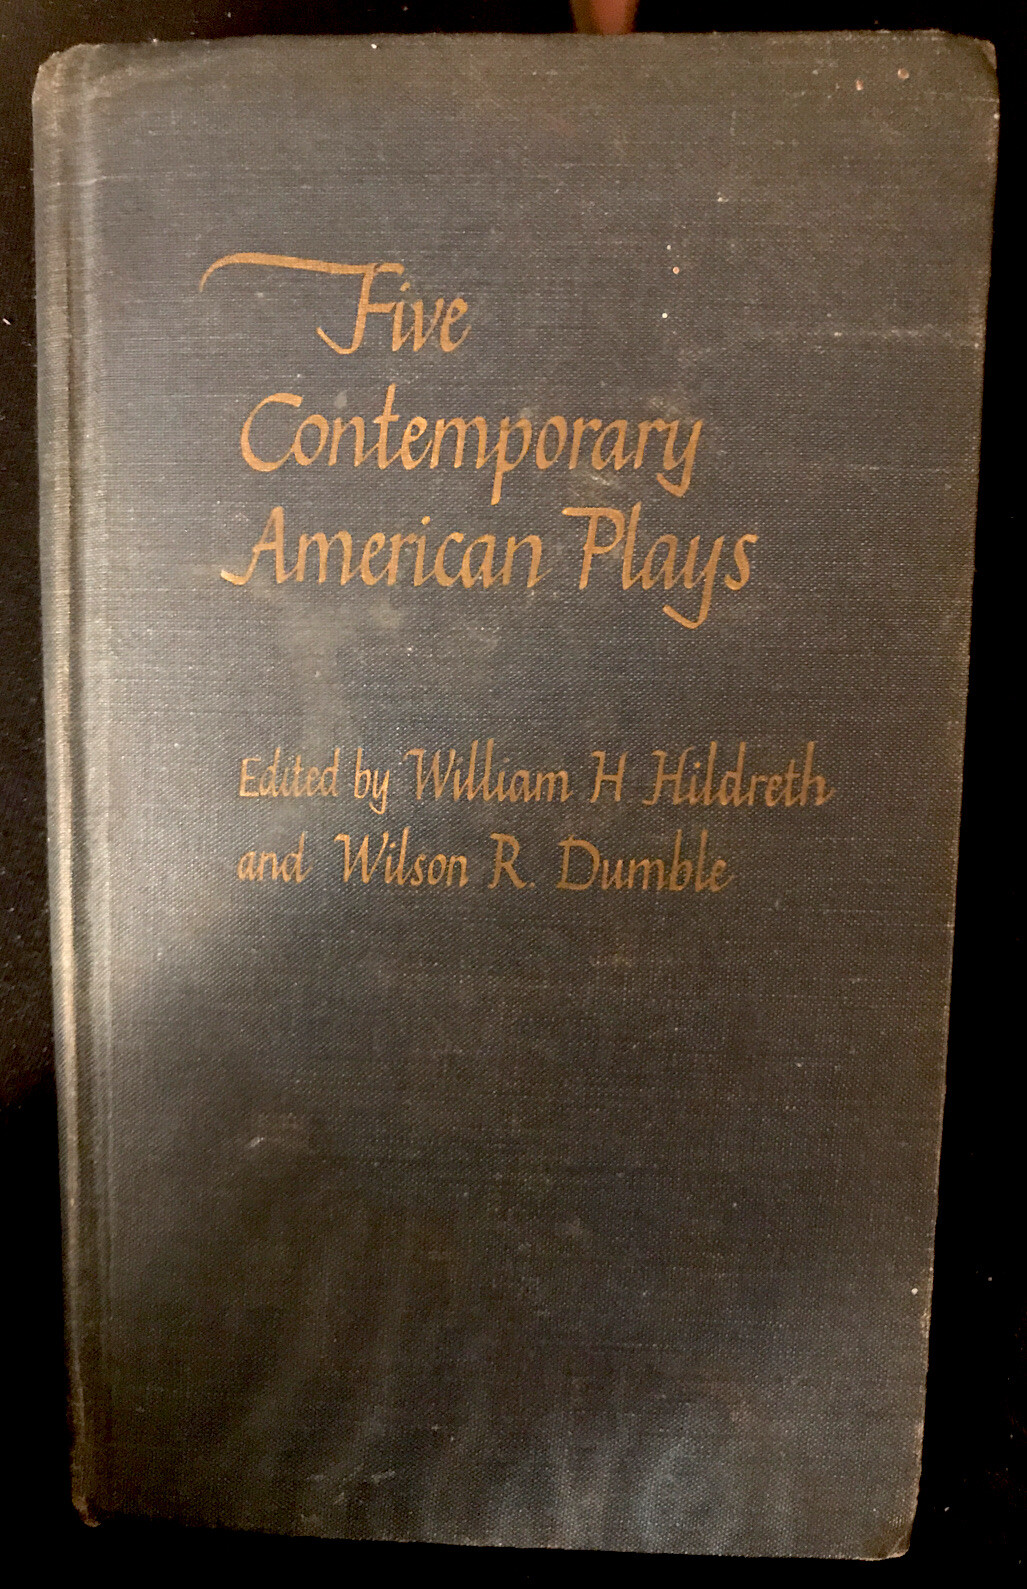 Five
Contemporary
American Plays
Edited by William H Hildreth
and Wilson R. Dumble